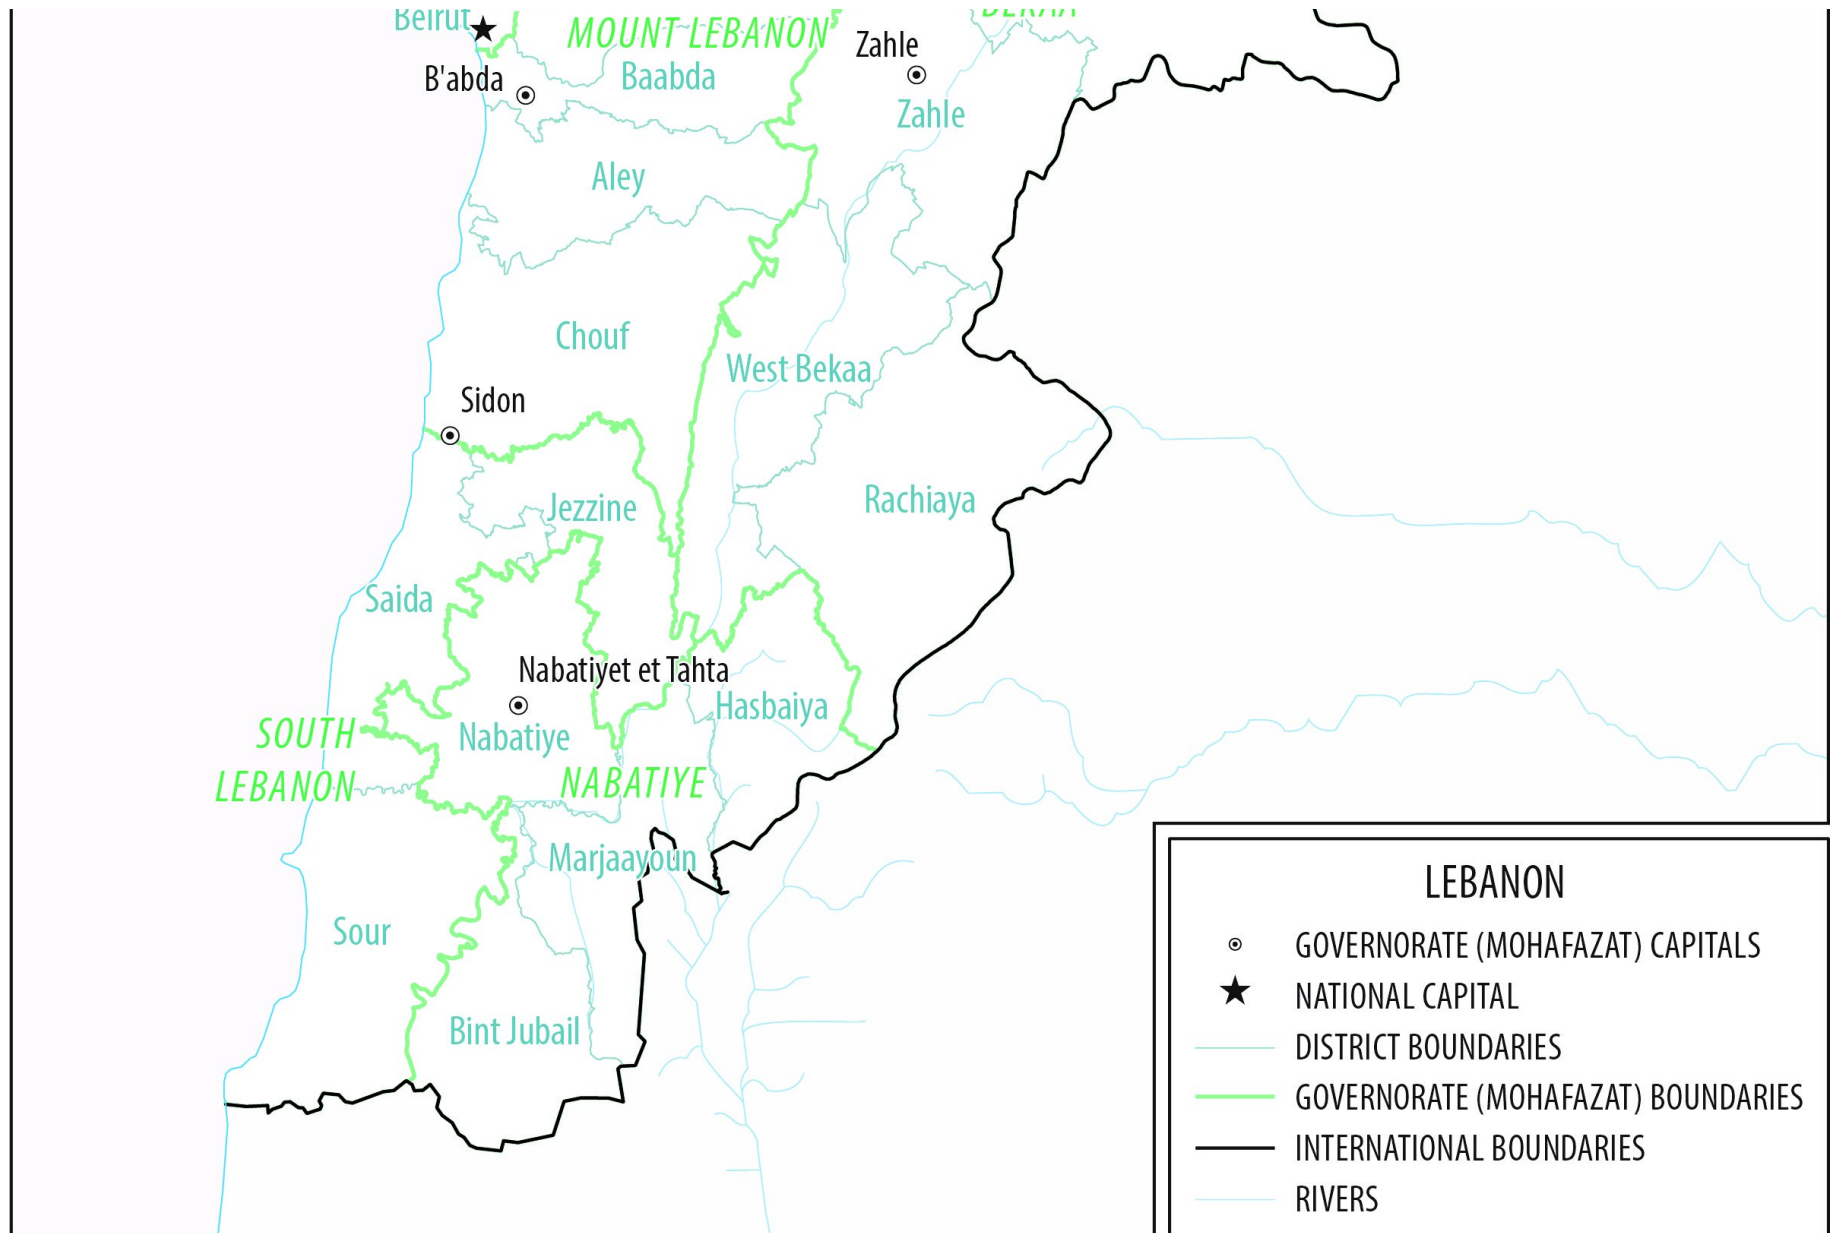 Beirut
MOUNT LEBANON
BEKAA
Zahle
B'abda
Baabda
Zahle
Aley
Chouf
West Bekaa
Sidon
Jezzine
Rachiaya
Saida
Nabatiyet et Tahta
Hasbaiya
SOUTH
LEBANON
Nabatiye
NABATIYE
Marjaayoun
Sour
Bint Jubail
LEBANON
GOVERNORATE (MOHAFAZAT) CAPITALS
NATIONAL CAPITAL
DISTRICT BOUNDARIES
GOVERNORATE (MOHAFAZAT) BOUNDARIES
INTERNATIONAL BOUNDARIES
RIVERS